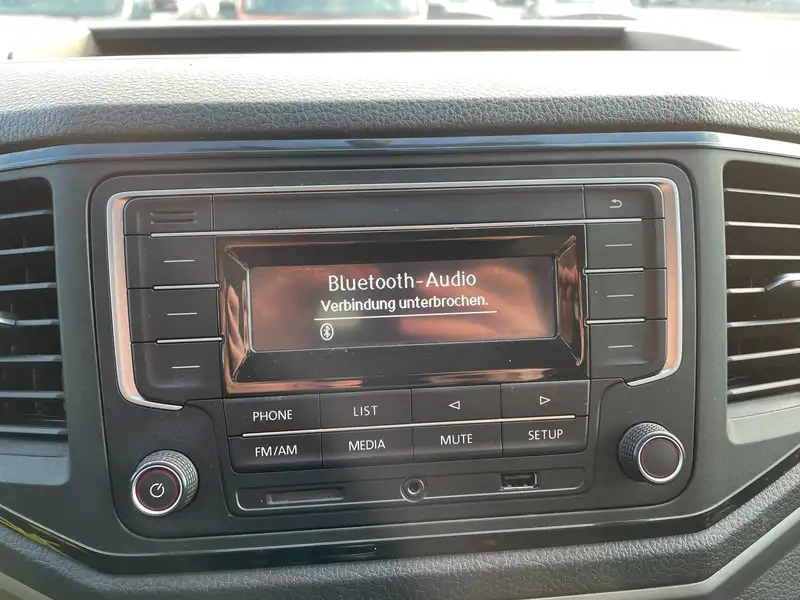 Bluetooth-Audio
Verbindung unterbrochen.
PHONE LIST
FM/AM MEDIA MUTE SETUP